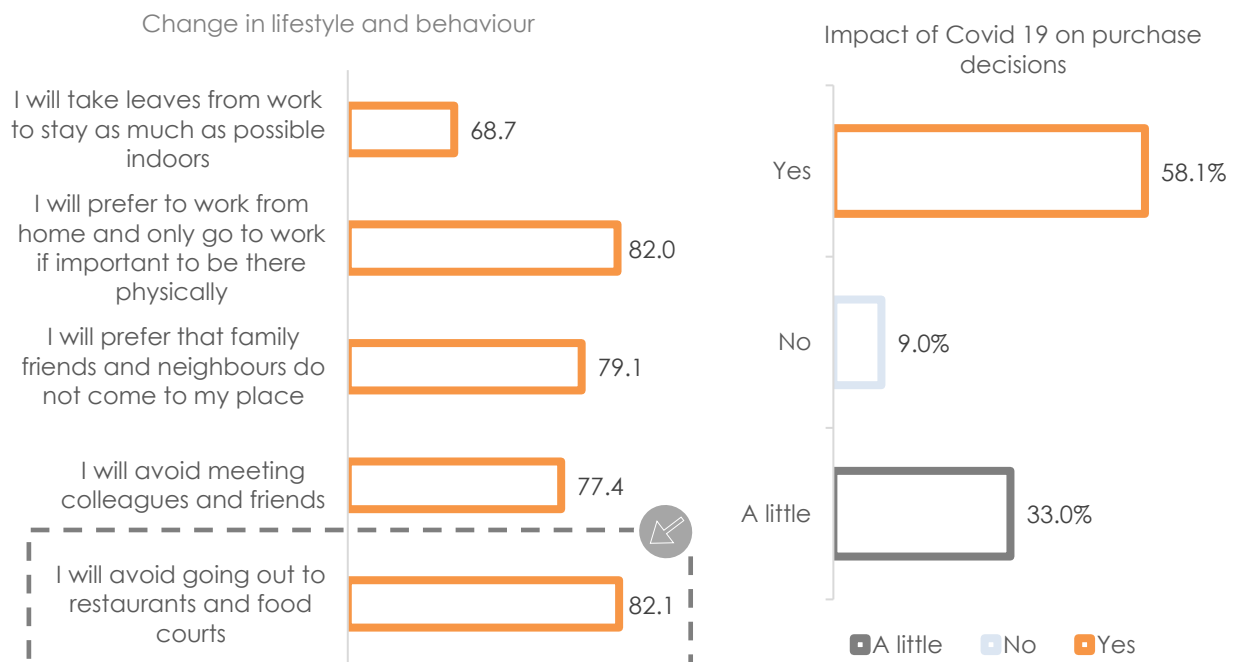 Change in lifestyle and behaviour
I will take leaves from work
to stay as much as possible
indoors
68.7
I will prefer to work from
home and only go to work
if important to be there
physically
82.0
I will prefer that family
friends and neighbours do
not come to my place
79.1
I will avoid meeting
colleagues and friends
77.4
I will avoid going out to
restaurants and food
courts
82.1
Impact of Covid 19 on purchase
decisions
Yes
58.1%
No
9.0%
A little
33.0%
A little
No
Yes